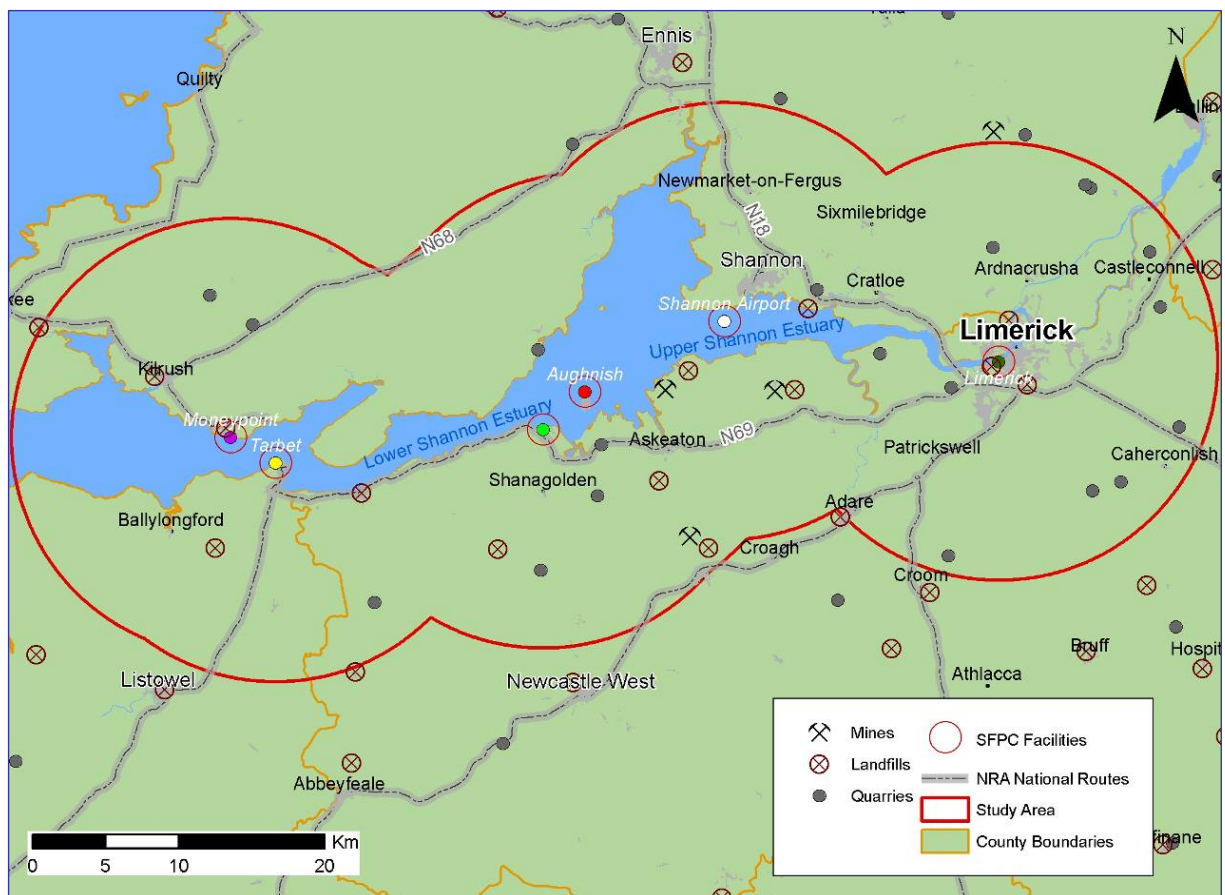 Ennis
N
Quilty
Newmarket-on-Fergus
Sixmilebridge
N18
N68
Shannon
Cratloe
Ardnacrusha
Castleconnell
kee
Shannon Airport
Upper Shannon Estuary
Limerick
Kilrush
Aughnish
Limerick
Moneypoint
Tarbet
Lower Shannon Estuary
Askeaton
N69
Patrickswell
Caherconlish
Shanagolden
Adare
Ballylongford
Croagh
Croom
Bruff
Hospit
Athlacca
Listowel
Newcastle West
Abbeyfeale
Mines
Landfills
Quarries
SFPC Facilities
NRA National Routes
Study Area
County Boundaries
Km
0 5 10 20